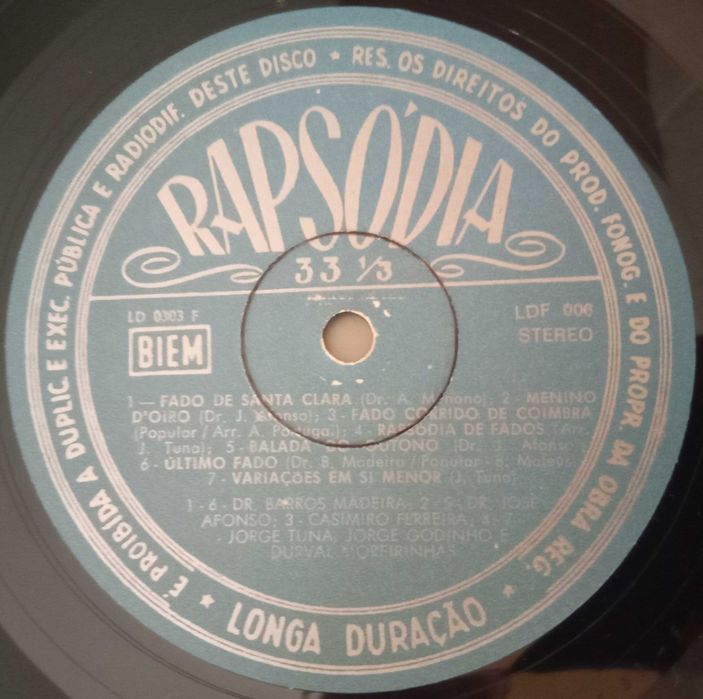 É PROIBÍDA A DUPLIC. E EXEC. PÚBLICA E RADIODIF. DESTE DISCO ★ RES. OS DIREITOS DO PROD. FONOG. E DO PROPR. DA OBRA REG. ★
RAPSÓDIA
33 1/3
LD 0303 F
LDF 006
BIEM
STEREO
1 — FADO DE SANTA CLARA (Dr. A. Menano); 2 - MENINO
D'OIRO (Dr. J. Afonso); 3 - FADO CORRIDO DE COIMBRA
(Popular / Arr. A. Portuga.); 4 - RAPSÓDIA DE FADOS (Arr.
J. Tuna); 5 - BALADA DO OUTONO (Dr. J. Afonso);
6 - ÚLTIMO FADO (Dr. B. Madeira / Popular - B. Mateus;
7 - VARIAÇÕES EM SI MENOR (J. Tuna)
1 - 6 - DR. BARROS MADEIRA; 2 - 5 - DR. JOSÉ
AFONSO; 3 - CASIMIRO FERREIRA; 4 - 7
- JORGE TUNA, JORGE GODINHO E
DURVAL MOREIRINHAS
LONGA DURAÇÃO